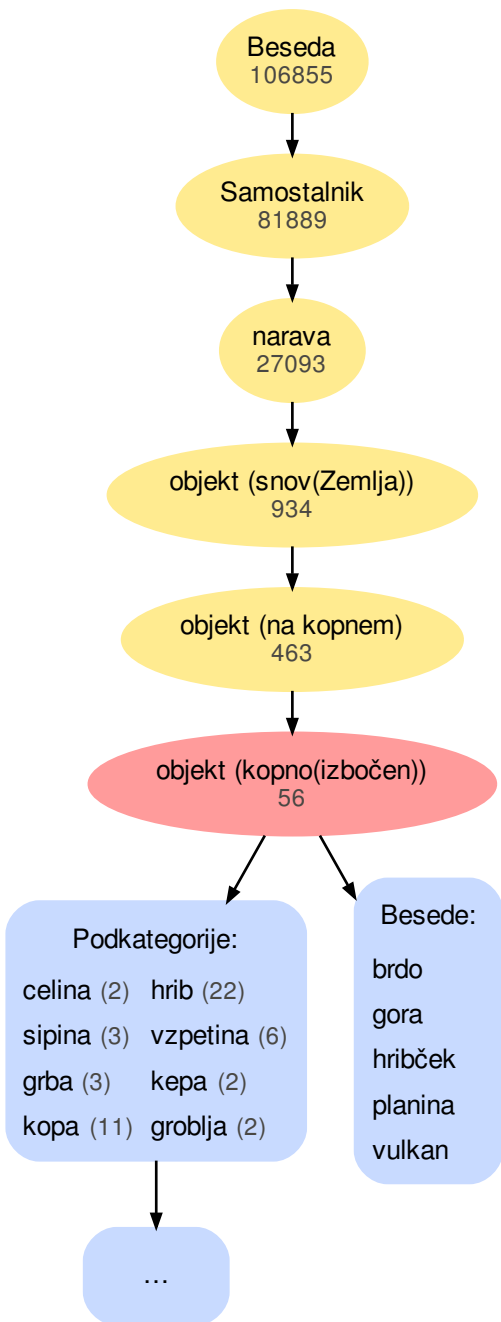 Beseda
106855
Samostalnik
81889
narava
27093
objekt (snov(Zemlja))
934
objekt (na kopnem)
463
objekt (kopno(izbočen))
56
Podkategorije:
celina (2) hrib (22)
sipina (3) vzpetina (6)
grba (3) kepa (2)
kopa (11) groblja (2)
Besede:
brdo
gora
hribček
planina
vulkan
...